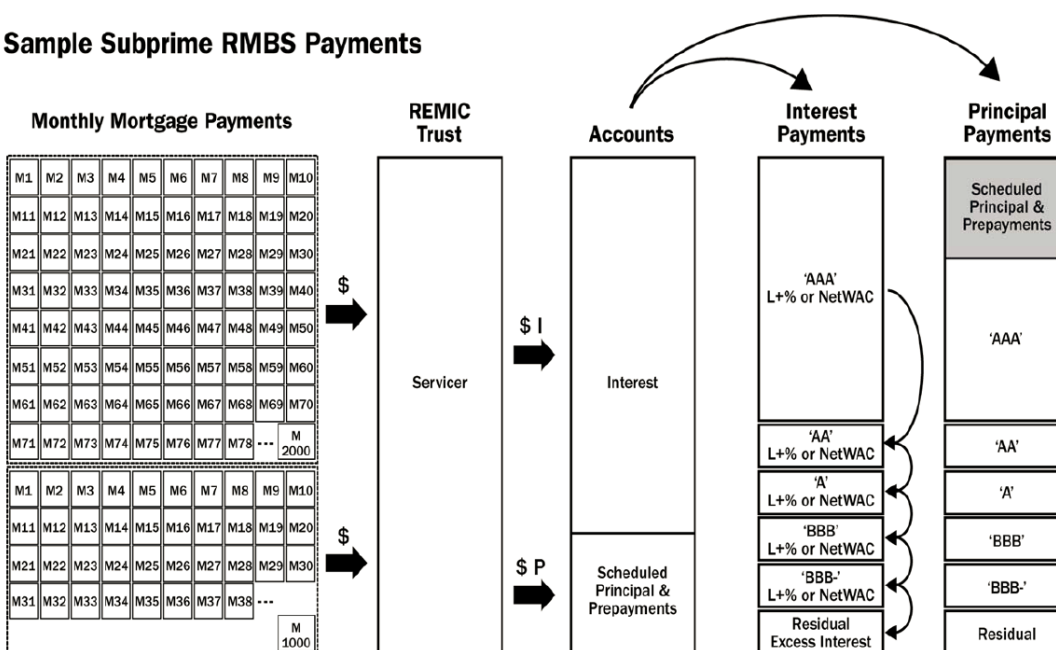 Sample Subprime RMBS Payments
Monthly Mortgage Payments
REMIC
Trust
Accounts
Interest
Payments
Principal
Payments
M1 M2 M3 M4 M5 M6 M7 M8 M9 M10
M11 M12 M13 M14 M15 M16 M17 M18 M19 M20
M21 M22 M23 M24 M25 M26 M27 M28 M29 M30
M31 M32 M33 M34 M35 M36 M37 M38 M39 M40
M41 M42 M43 M44 M45 M46 M47 M48 M49 M50
M51 M52 M53 M54 M55 M56 M57 M58 M59 M60
M61 M62 M63 M64 M65 M66 M67 M68 M69 M70
M71 M72 M73 M74 M75 M76 M77 M78 --- M
2000
M1 M2 M3 M4 M5 M6 M7 M8 M9 M10
M11 M12 M13 M14 M15 M16 M17 M18 M19 M20
M21 M22 M23 M24 M25 M26 M27 M28 M29 M30
M31 M32 M33 M34 M35 M36 M37 M38 ---
M
1000
$
$
Servicer
$ I
$ P
Interest
Scheduled
Principal &
Prepayments
'AAA'
L+% or NetWAC
'AA'
L+% or NetWAC
'A'
L+% or NetWAC
'BBB'
L+% or NetWAC
'BBB-'
L+% or NetWAC
Residual
Excess Interest
Scheduled
Principal &
Prepayments
'AAA'
'AA'
'A'
'BBB'
'BBB-'
Residual